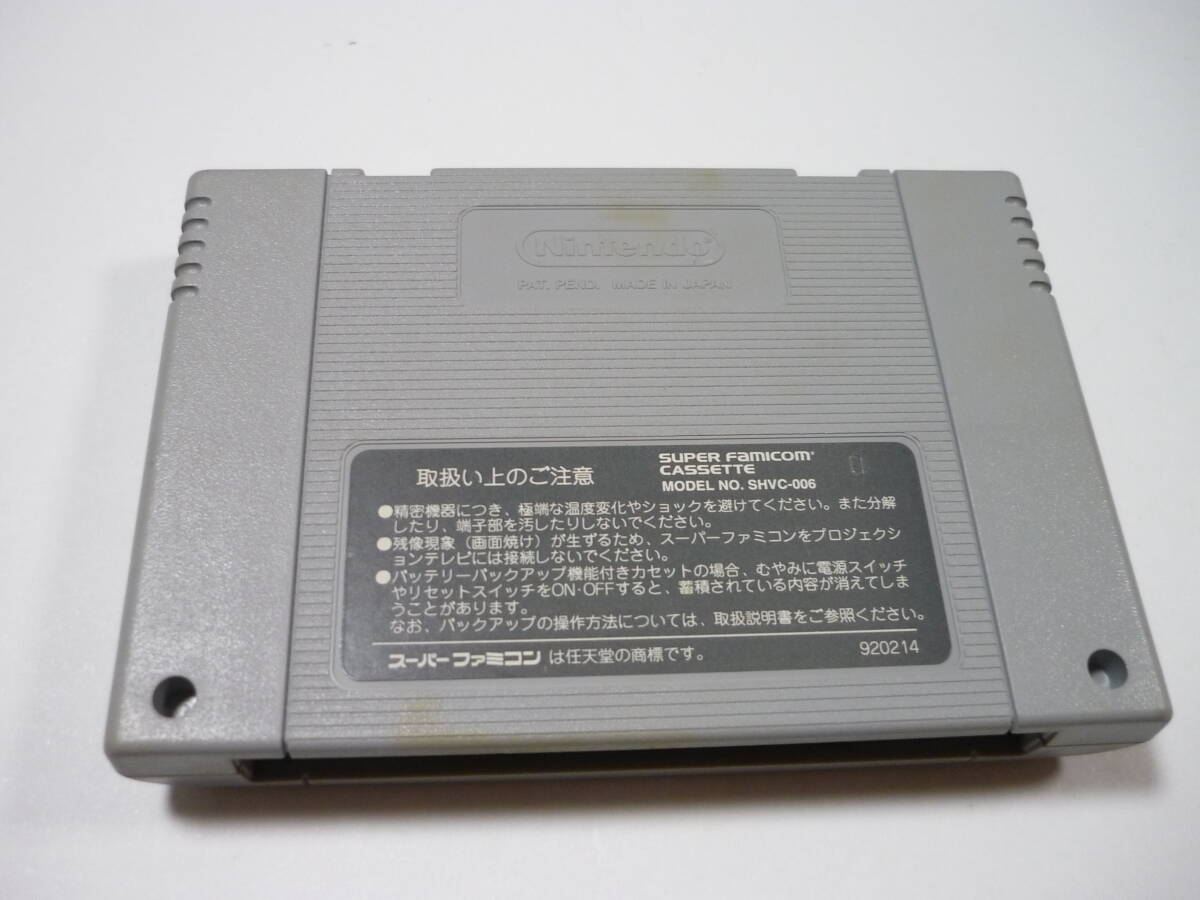 Nintendo®
PAT. PEND. MADE IN JAPAN
取扱い上のご注意
SUPER FAMICOM®
CASSETTE
MODEL NO. SHVC-006
●精密機器につき、極端な温度変化やショックを避けてください。また分解
したり、端子部を汚したりしないでください。
●残像現象（画面焼け）が生ずるため、スーパーファミコンをプロジェクシ
ョンテレビには接続しないでください。
●バッテリーバックアップ機能付きカセットの場合、むやみに電源スイッチ
やリセットスイッチをON·OFFすると、蓄積されている内容が消えてしま
うことがあります。
なお、バックアップの操作方法については、取扱説明書をご参照ください。
スーパーファミコン は任天堂の商標です。
920214